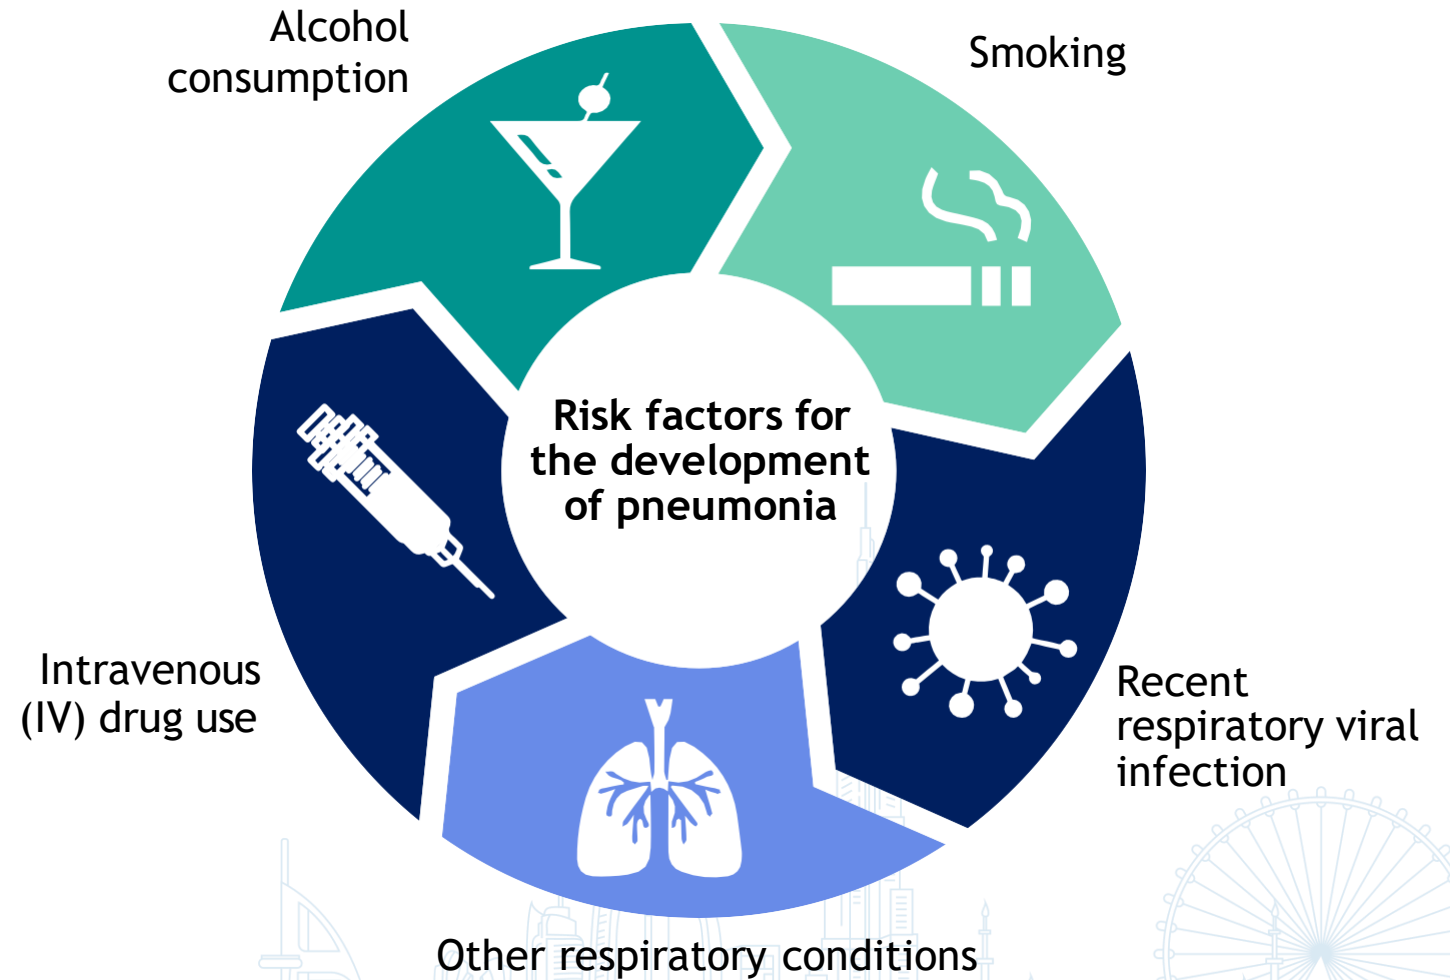 Alcohol
consumption
Smoking
Risk factors for
the development
of pneumonia
Intravenous
(IV) drug use
Recent
respiratory viral
infection
Other respiratory conditions